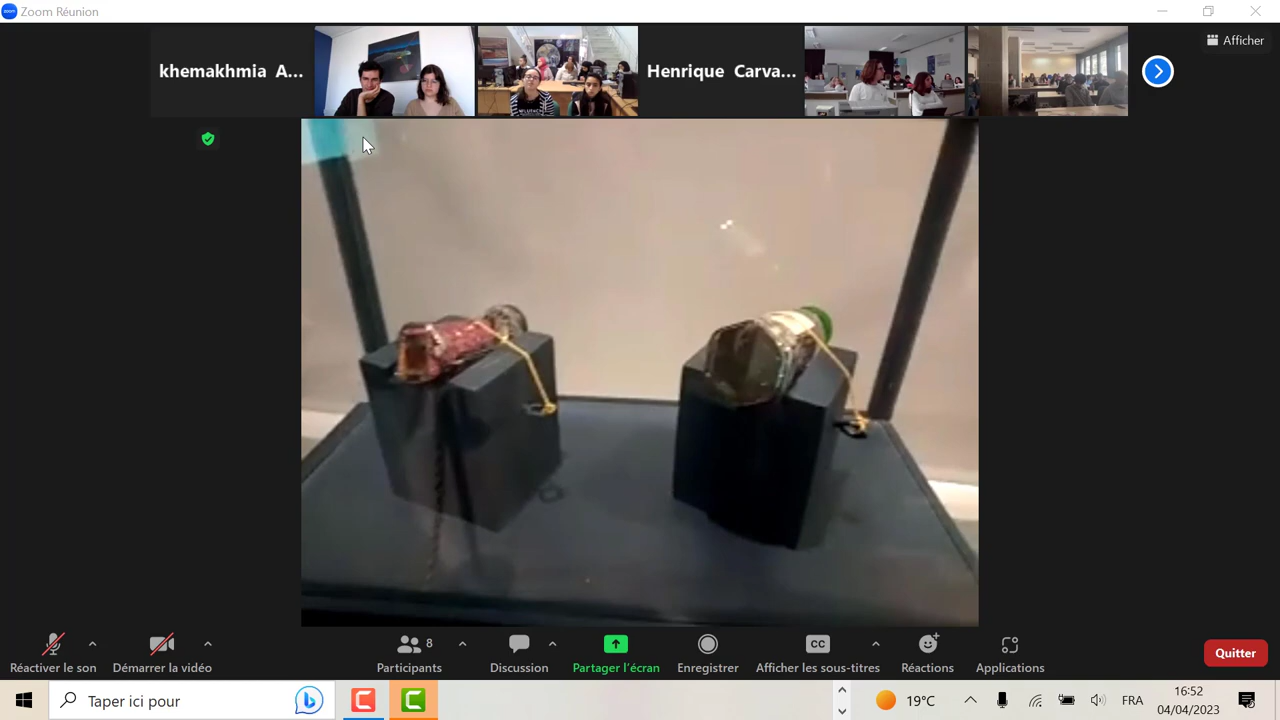 Zoom Réunion
khemakhmia A...
Henrique Carva...
Afficher
Réactiver le son
Démarrer la vidéo
8
Participants
Discussion
Partager l'écran
Enregistrer
CC
Afficher les sous-titres
Réactions
Applications
Quitter
Taper ici pour
19°C
FRA
16:52
04/04/2023